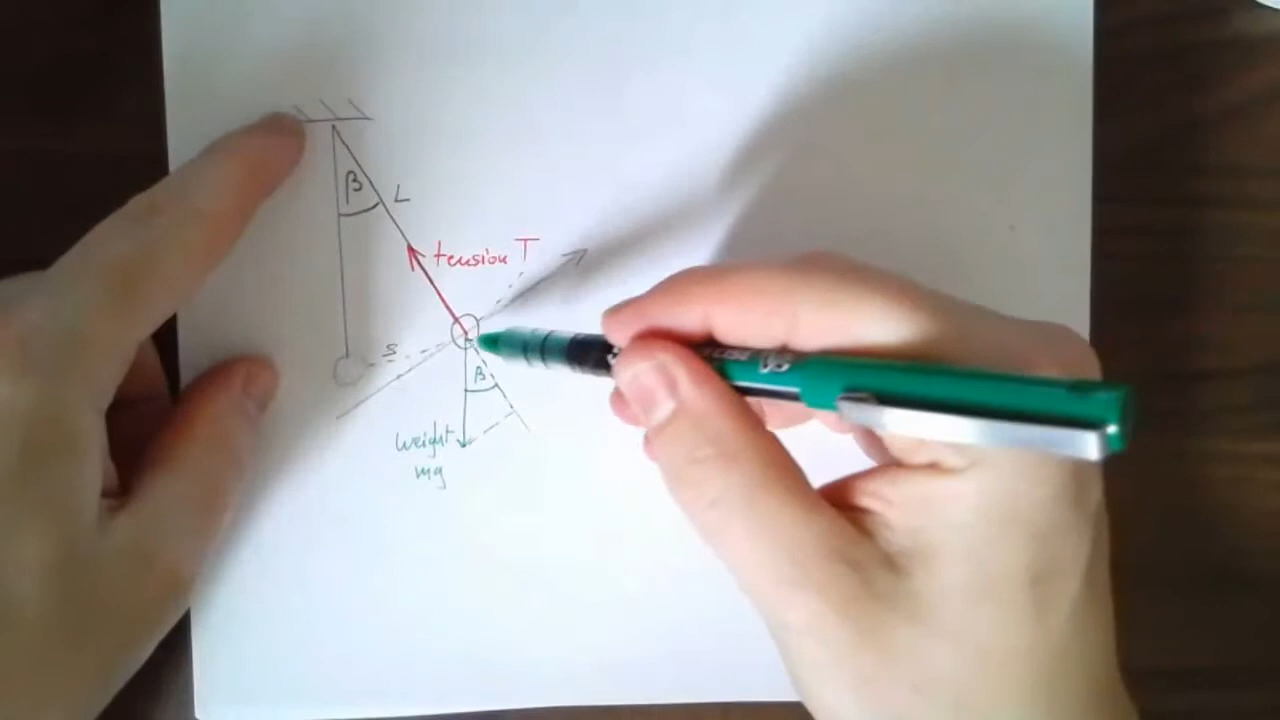 β
L
tension T
s
β
weight
mg